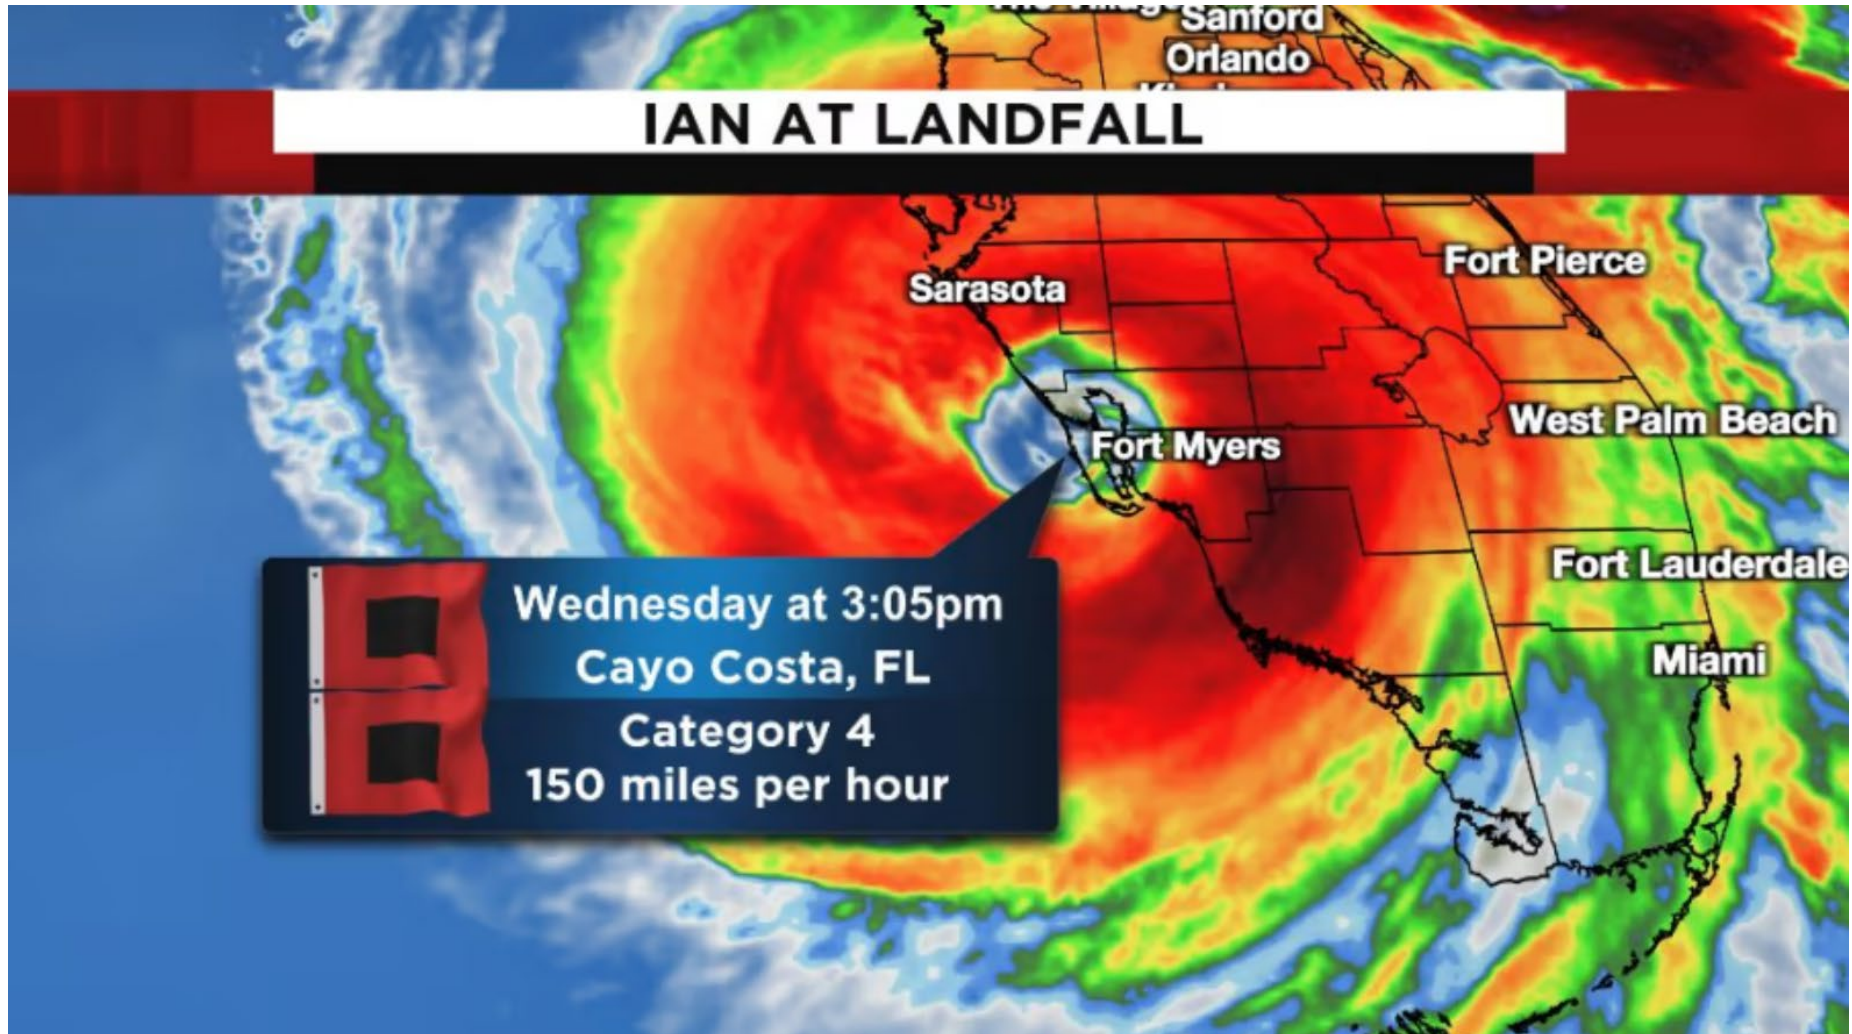 Sanford
Orlando
IAN AT LANDFALL
Fort Pierce
Sarasota
West Palm Beach
Fort Myers
Fort Lauderdale
Wednesday at 3:05pm
Cayo Costa, FL
Miami
Category 4
150 miles per hour